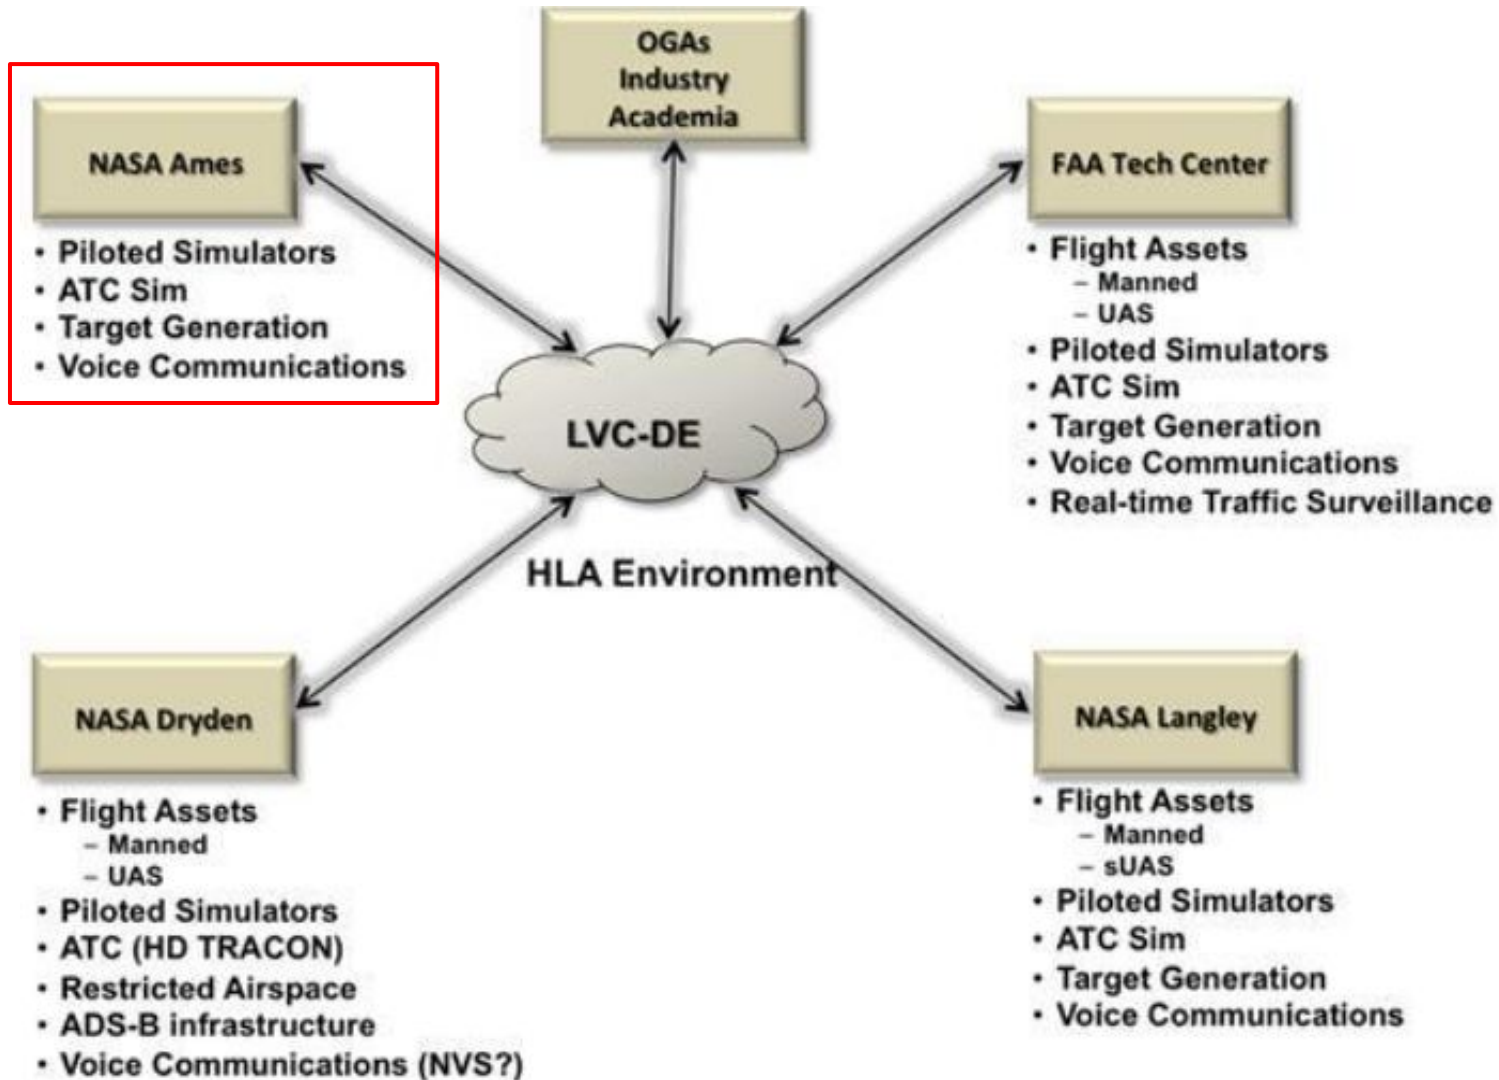 OGAs
Industry
Academia
NASA Ames
• Piloted Simulators
• ATC Sim
• Target Generation
• Voice Communications
FAA Tech Center
• Flight Assets
– Manned
– UAS
• Piloted Simulators
• ATC Sim
• Target Generation
• Voice Communications
• Real-time Traffic Surveillance
LVC-DE
HLA Environment
NASA Dryden
• Flight Assets
– Manned
– UAS
• Piloted Simulators
• ATC (HD TRACON)
• Restricted Airspace
• ADS-B infrastructure
• Voice Communications (NVS?)
NASA Langley
• Flight Assets
– Manned
– sUAS
• Piloted Simulators
• ATC Sim
• Target Generation
• Voice Communications